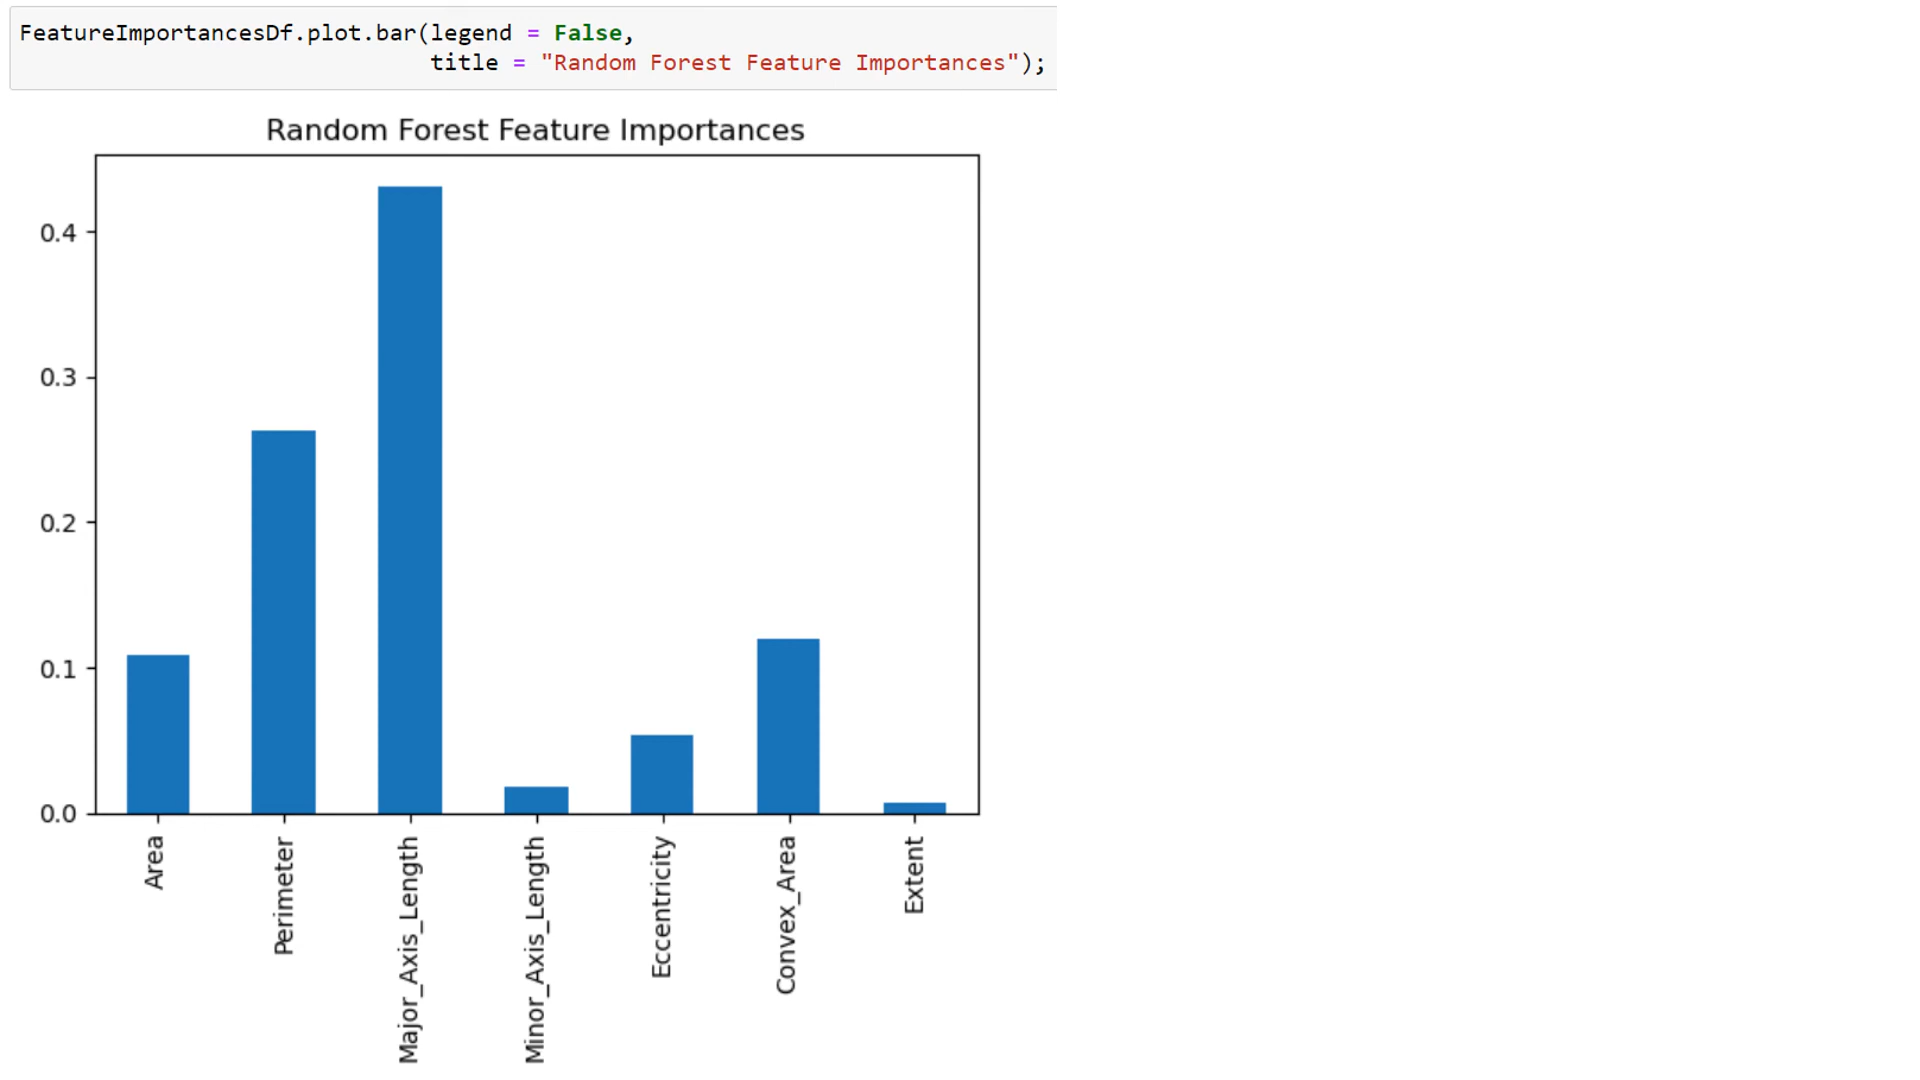 FeatureImportancesDf.plot.bar(legend = False,
title = "Random Forest Feature Importances");
Random Forest Feature Importances
0.4
0.3
0.2
0.1
0.0
Area
Perimeter
Major_Axis_Length
Minor_Axis_Length
Eccentricity
Convex_Area
Extent